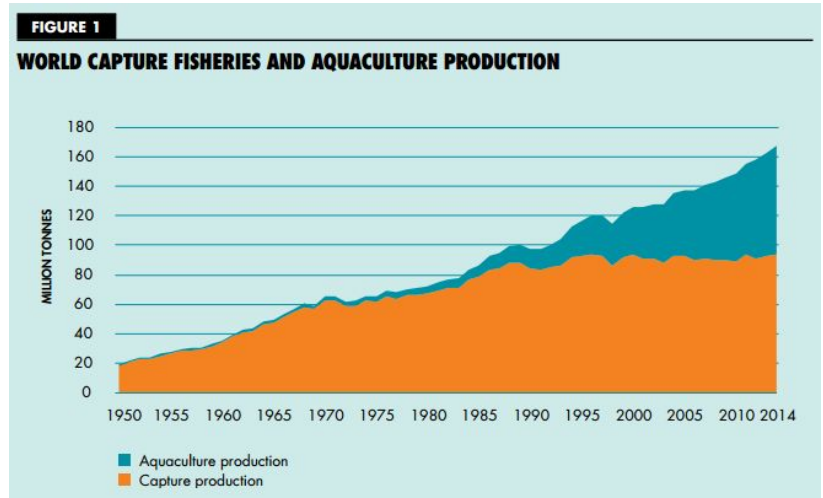 FIGURE 1
WORLD CAPTURE FISHERIES AND AQUACULTURE PRODUCTION
180
160
140
120
100
80
60
40
20
0
MILLION TONNES
1950 1955 1960 1965 1970 1975 1980 1985 1990 1995 2000 2005 2010 2014
Aquaculture production
Capture production